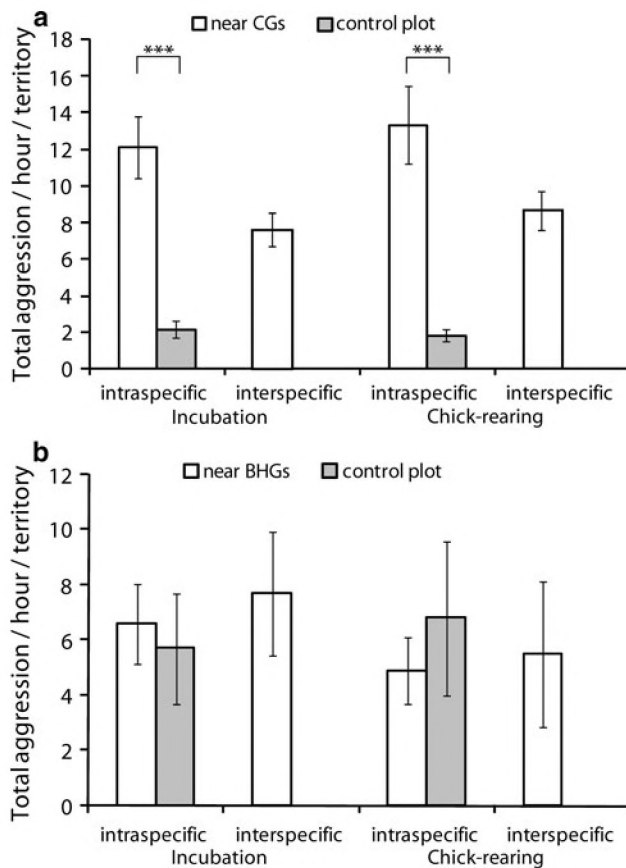 a
near CGs control plot
18
16
14
12
10
8
6
4
2
0
Total aggression / hour / territory
*** ***
intraspecific interspecific intraspecific interspecific
Incubation Chick-rearing
b
near BHGs control plot
12
10
8
6
4
2
0
Total aggression / hour / territory
intraspecific interspecific intraspecific interspecific
Incubation Chick-rearing